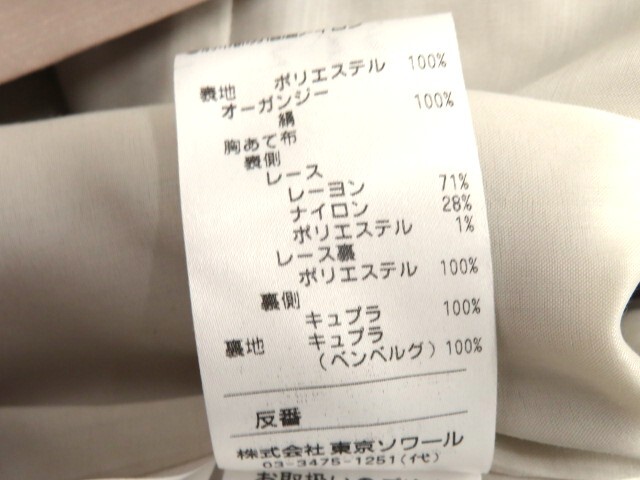 表地 ポリエステル 100%
オーガンジー
絹 100%
胸あて布
表側
レース
レーヨン 71%
ナイロン 28%
ポリエステル 1%
レース裏
ポリエステル 100%
裏側
キュプラ 100%
裏地 キュプラ
(ベンベルグ) 100%
反番
株式会社 東京ソワール
03-3475-1251(代)